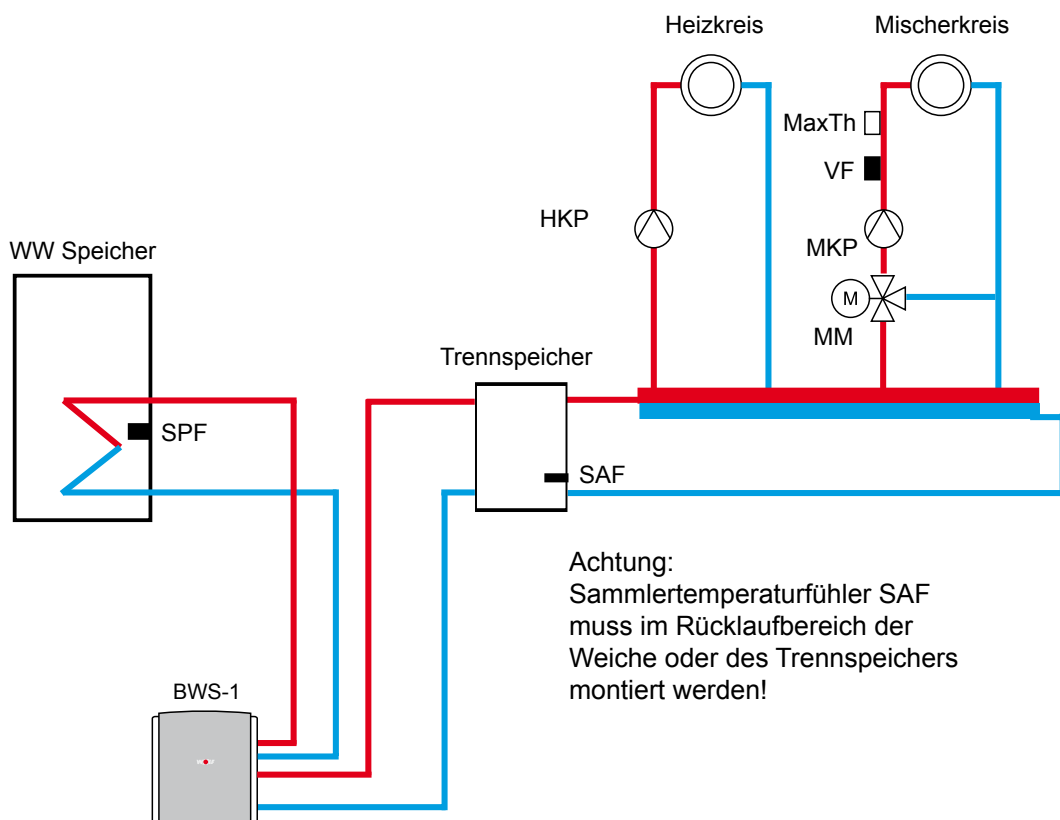 Heizkreis
Mischerkreis
MaxTh
VF
HKP
MKP
WW Speicher
M
MM
Trennspeicher
SPF
SAF
Achtung:
Sammlertemperaturfühler SAF
muss im Rücklaufbereich der
Weiche oder des Trennspeichers
montiert werden!
BWS-1